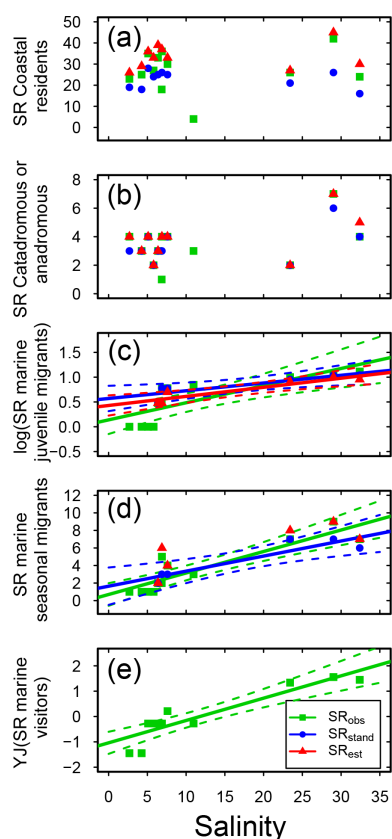 (a)
SR Coastal
residents
50
40
30
20
10
0
(b)
SR Catadromous or
anadromous
8
6
4
2
0
(c)
log(SR marine
juvenile migrants)
1.5
1.0
0.5
0.0
−0.5
(d)
SR marine
seasonal migrants
12
10
8
6
4
2
0
(e)
YJ(SR marine
visitors)
2
1
0
−1
−2
SRobs
SRstand
SRest
0 5 10 15 20 25 30 35
Salinity